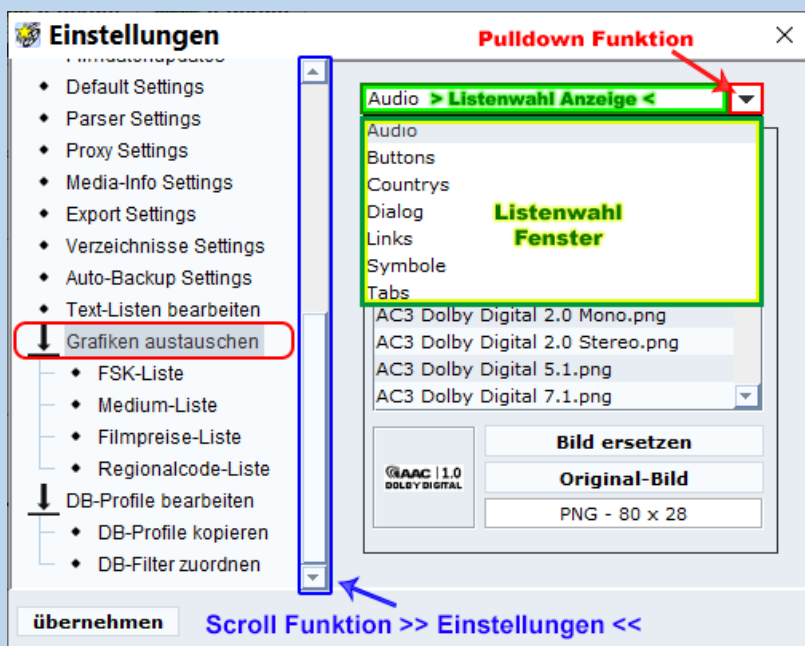 Einstellungen
Pulldown Funktion
Default Settings
Parser Settings
Proxy Settings
Media-Info Settings
Export Settings
Verzeichnisse Settings
Auto-Backup Settings
Text-Listen bearbeiten
Grafiken austauschen
FSK-Liste
Medium-Liste
Filmpreise-Liste
Regionalcode-Liste
DB-Profile bearbeiten
DB-Profile kopieren
DB-Filter zuordnen
Audio > Listenwahl Anzeige <
Audio
Buttons
Countrys
Dialog
Links
Symbole
Tabs
Listenwahl
Fenster
AC3 Dolby Digital 2.0 Mono.png
AC3 Dolby Digital 2.0 Stereo.png
AC3 Dolby Digital 5.1.png
AC3 Dolby Digital 7.1.png
AAC | 1.0
DOLBY DIGITAL
Bild ersetzen
Original-Bild
PNG - 80 x 28
übernehmen
Scroll Funktion >> Einstellungen <<